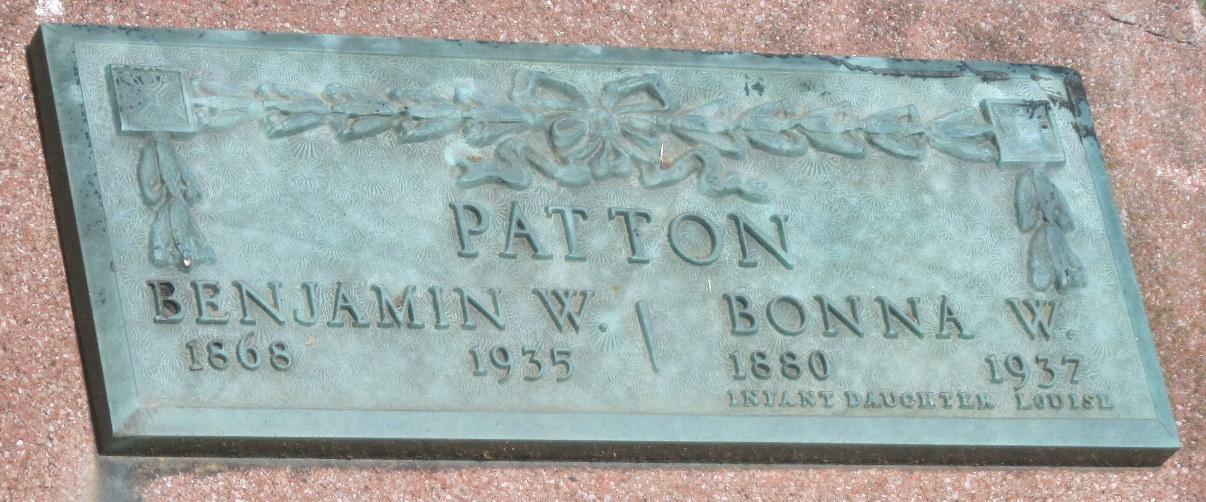 PATTON
BENJAMIN W. | BONNA W.
1868 1935 1880 1937
INFANT DAUGHTER LOUISE